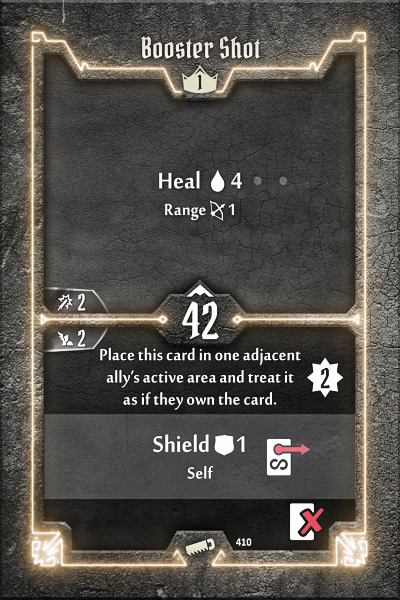 Booster Shot
1
Heal 4
Range 1
2
42
2
Place this card in one adjacent
ally's active area and treat it
as if they own the card.
2
Shield 1
S
Self
410